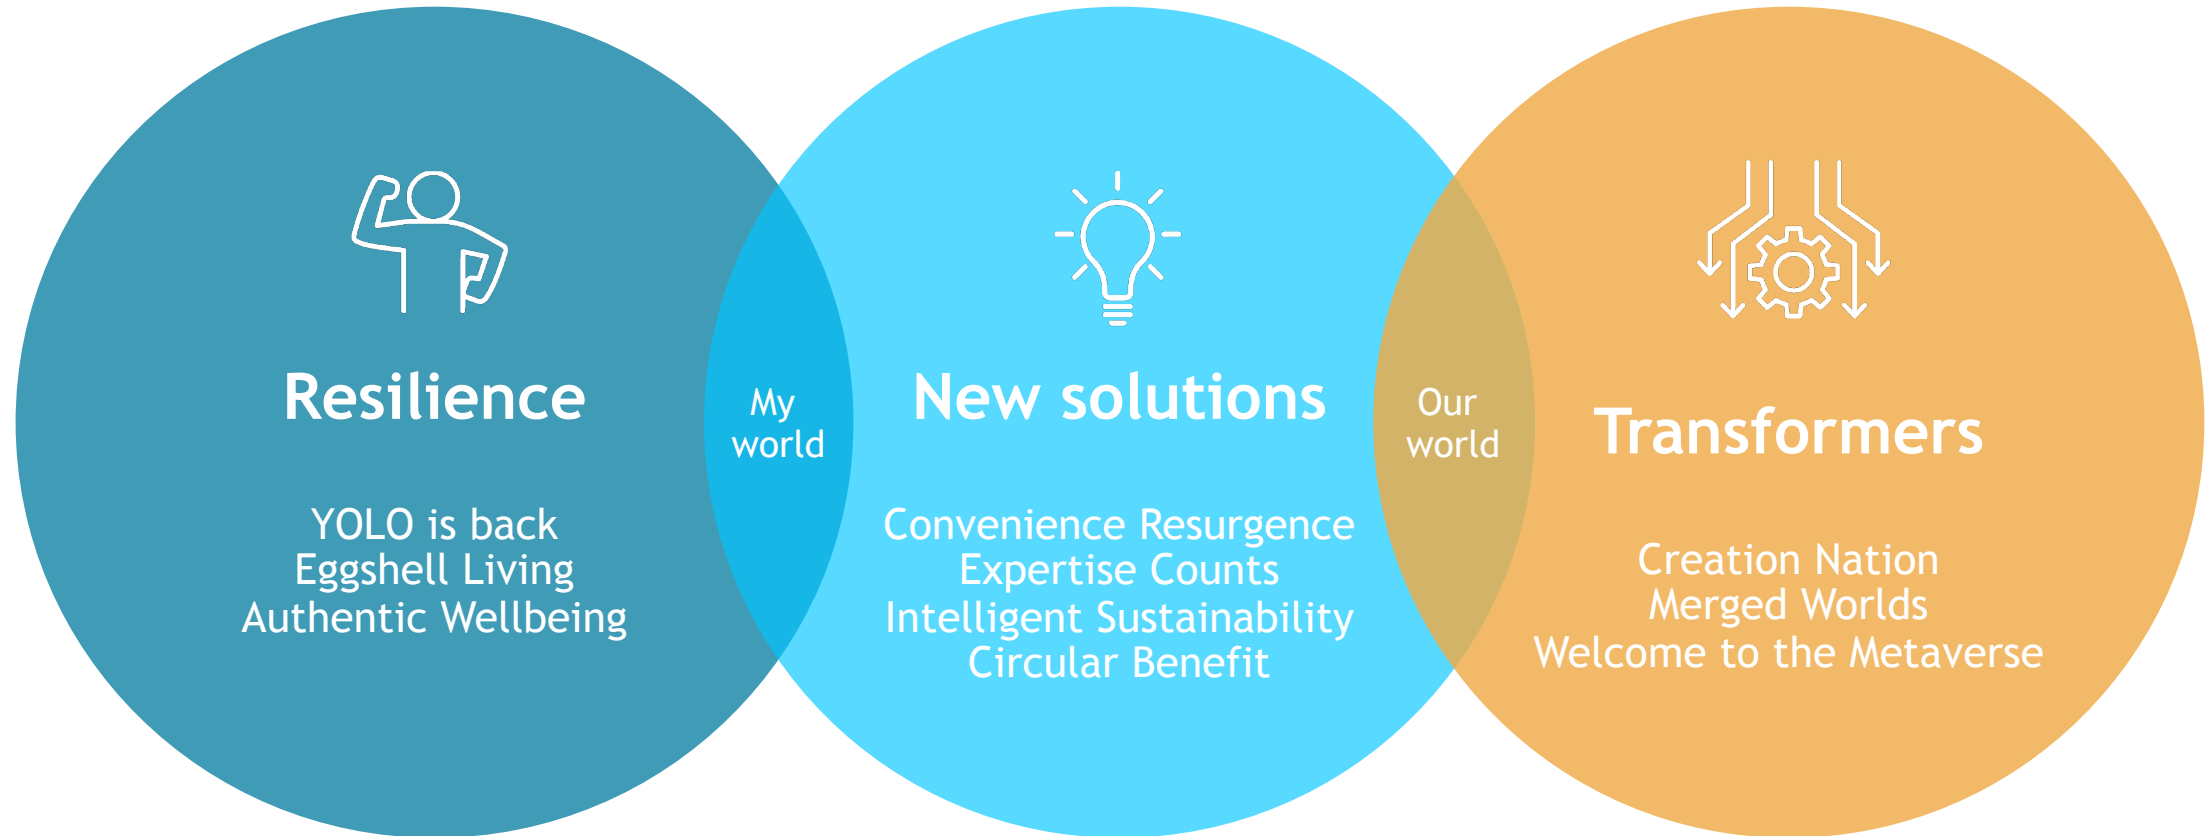 Resilience
YOLO is back
Eggshell Living
Authentic Wellbeing
My
world
New solutions
Convenience Resurgence
Expertise Counts
Intelligent Sustainability
Circular Benefit
Our
world
Transformers
Creation Nation
Merged Worlds
Welcome to the Metaverse